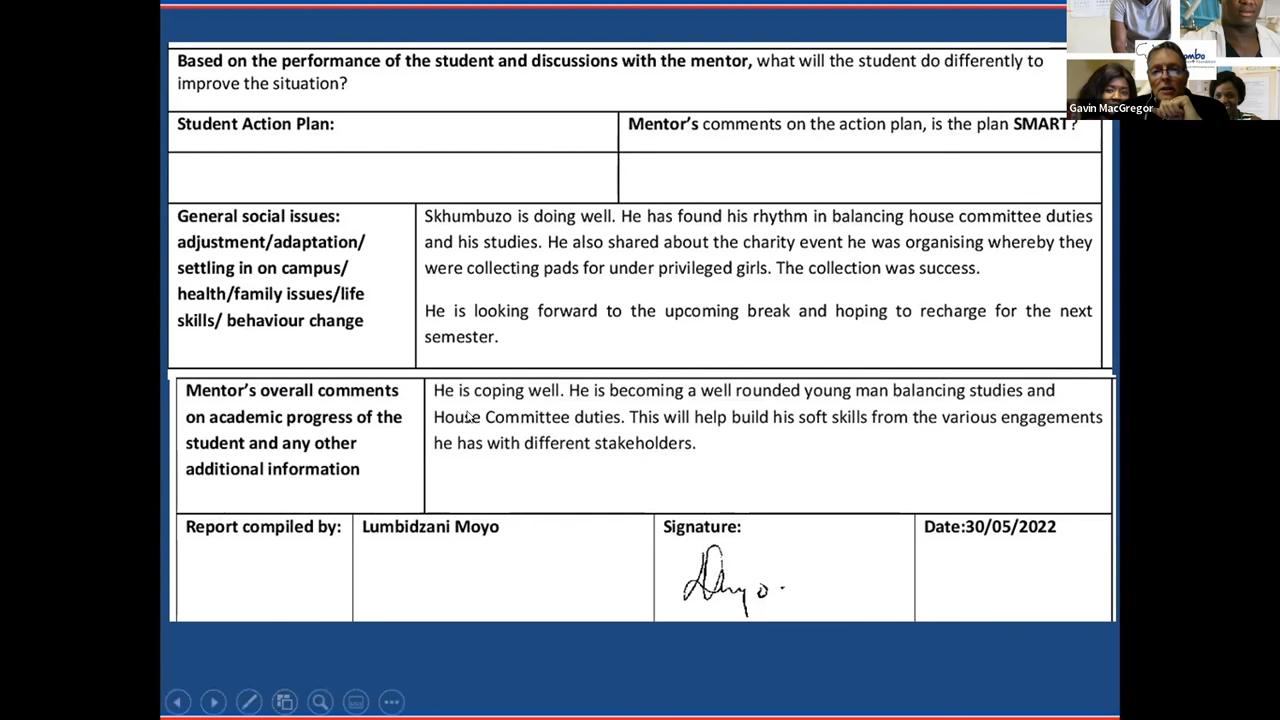 Based on the performance of the student and discussions with the mentor, what will the student do differently to
improve the situation?
Student Action Plan:
Mentor's comments on the action plan, is the plan SMART?
General social issues:
adjustment/adaptation/
settling in on campus/
health/family issues/life
skills/ behaviour change
Skhumbuzo is doing well. He has found his rhythm in balancing house committee duties
and his studies. He also shared about the charity event he was organising whereby they
were collecting pads for under privileged girls. The collection was success.
He is looking forward to the upcoming break and hoping to recharge for the next
semester.
Mentor's overall comments
on academic progress of the
student and any other
additional information
He is coping well. He is becoming a well rounded young man balancing studies and
House Committee duties. This will help build his soft skills from the various engagements
he has with different stakeholders.
Report compiled by:
Lumbidzani Moyo
Signature:
Date:30/05/2022
Gavin MacGregor